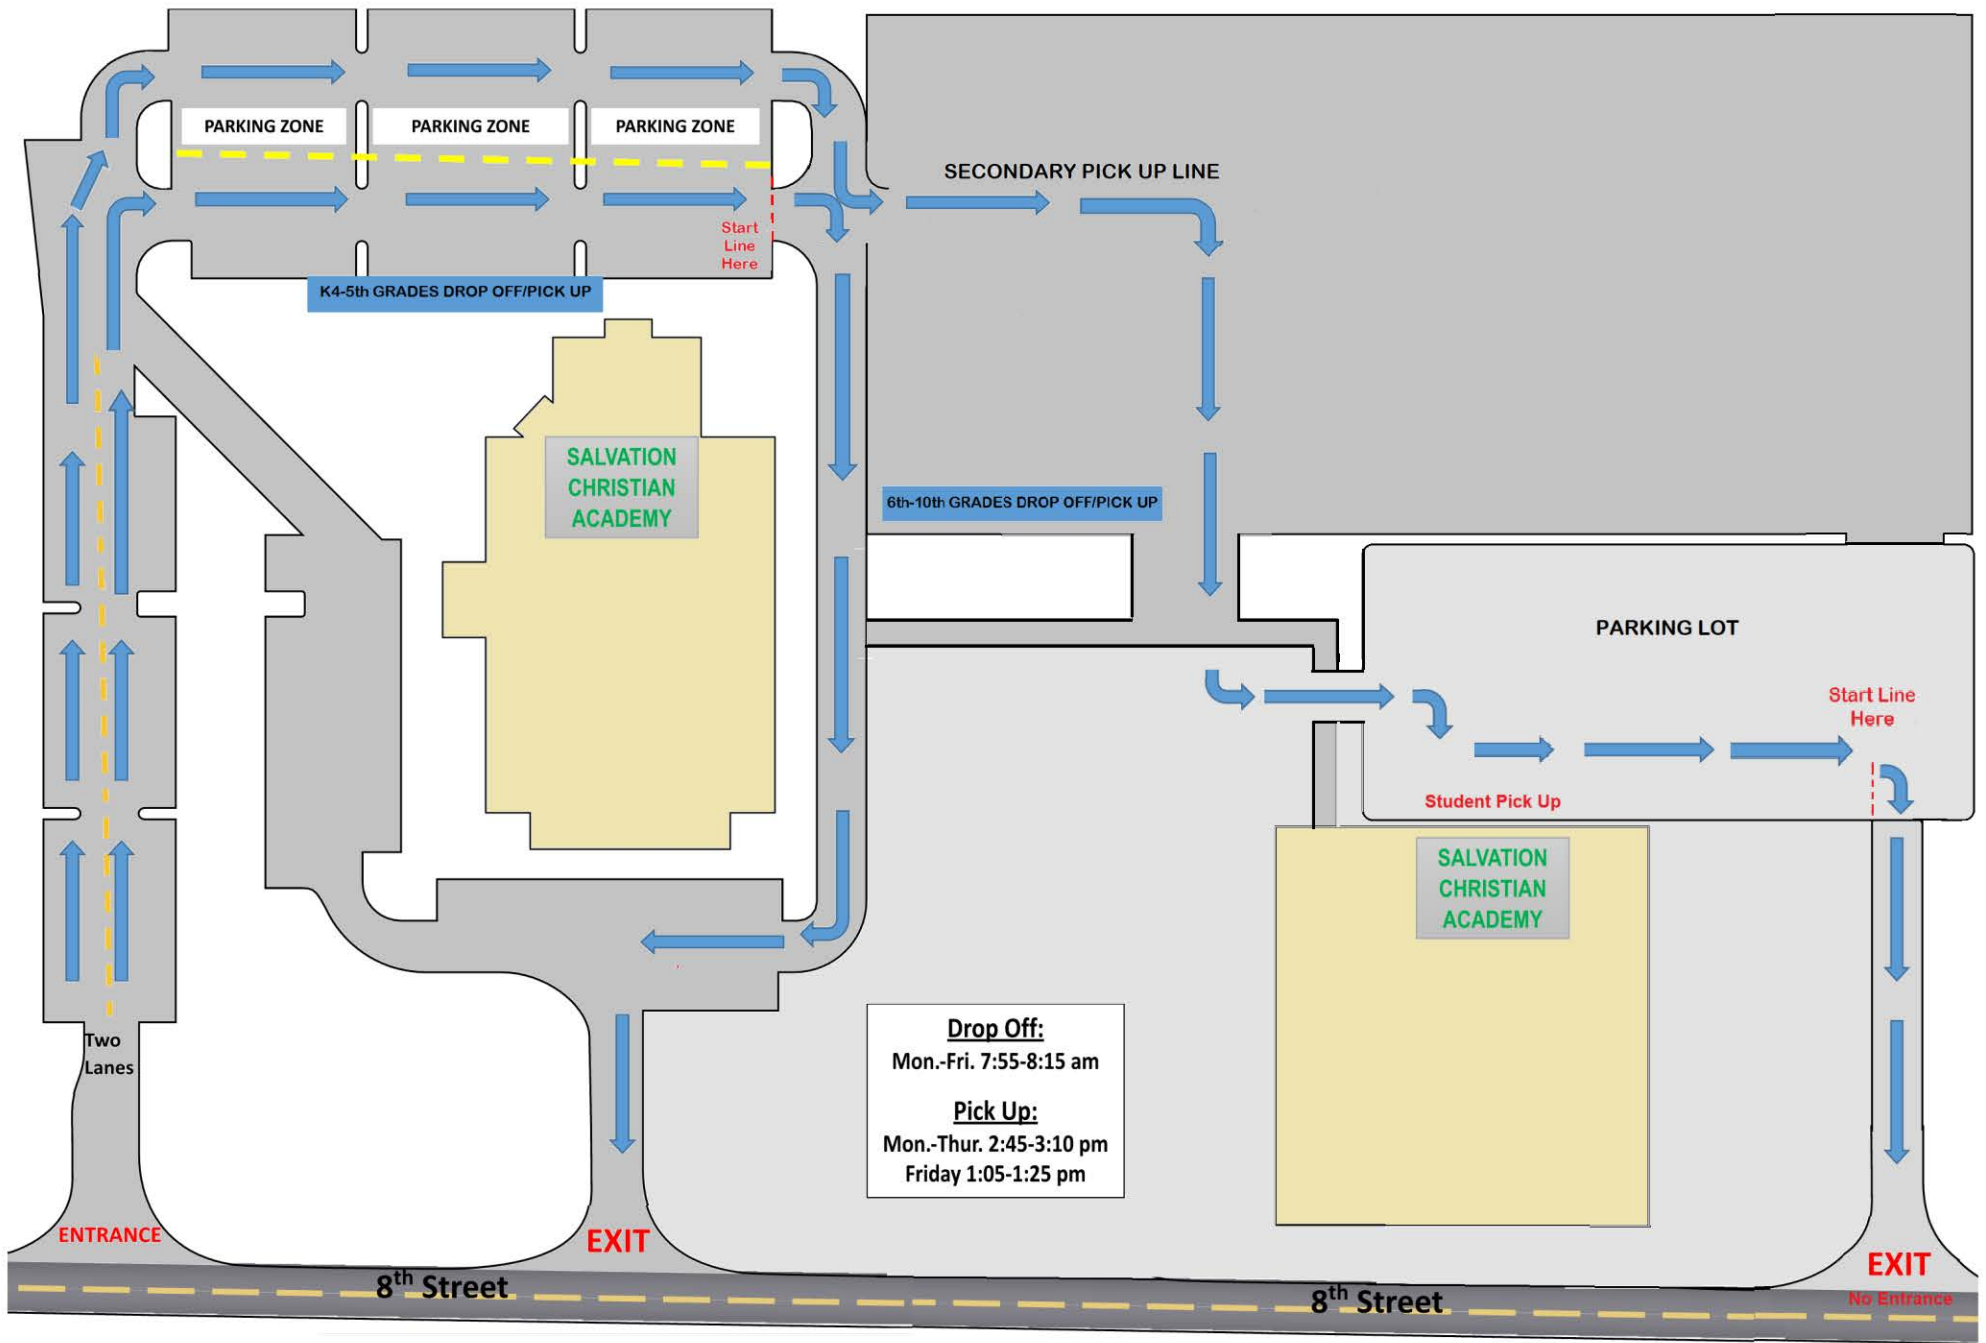 PARKING ZONE
PARKING ZONE
PARKING ZONE
SECONDARY PICK UP LINE
Start
Line
Here
K4-5th GRADES DROP OFF/PICK UP
SALVATION
CHRISTIAN
ACADEMY
6th-10th GRADES DROP OFF/PICK UP
PARKING LOT
Start Line
Here
Student Pick Up
SALVATION
CHRISTIAN
ACADEMY
Two
Lanes
Drop Off:
Mon.-Fri. 7:55-8:15 am
Pick Up:
Mon.-Thur. 2:45-3:10 pm
Friday 1:05-1:25 pm
ENTRANCE
EXIT
EXIT
No Entrance
8th Street
8th Street